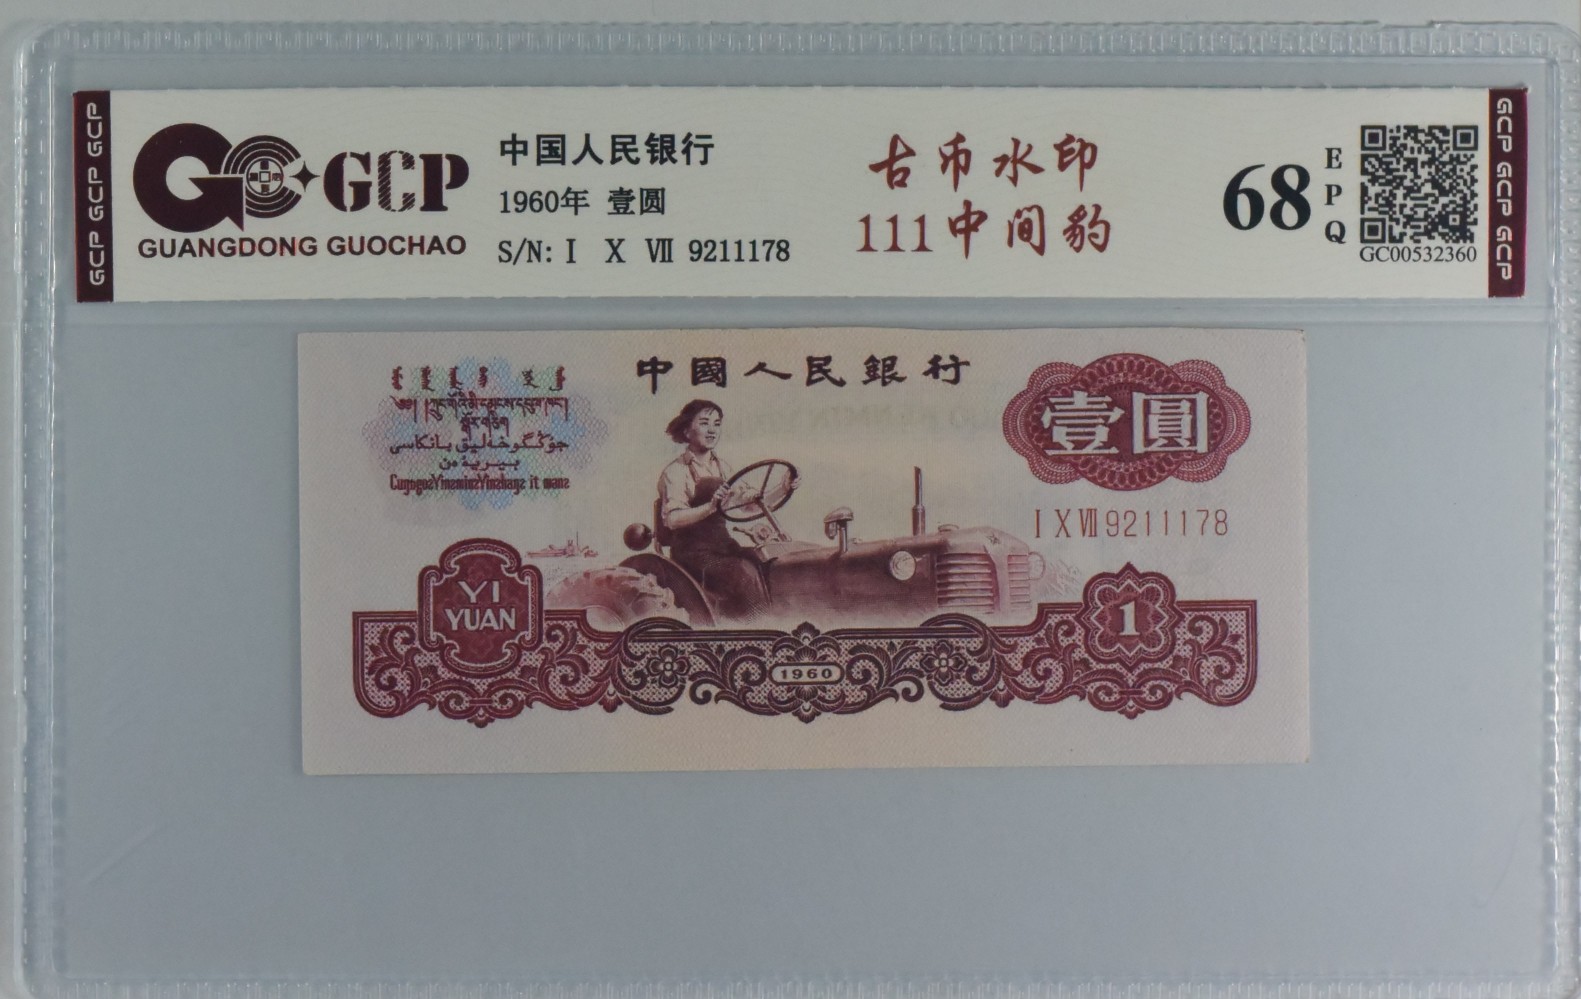 GCP GCP GCP
GCP
GUANGDONG GUOCHAO
中国人民银行
1960年 壹圆
S/N: I X VII 9211178
古币水印
111中间豹
68
EPQ
GC00532360
GCP GCP GCP
中國人民銀行
壹圓
I X VIII 9211178
YI
YUAN
1960
1